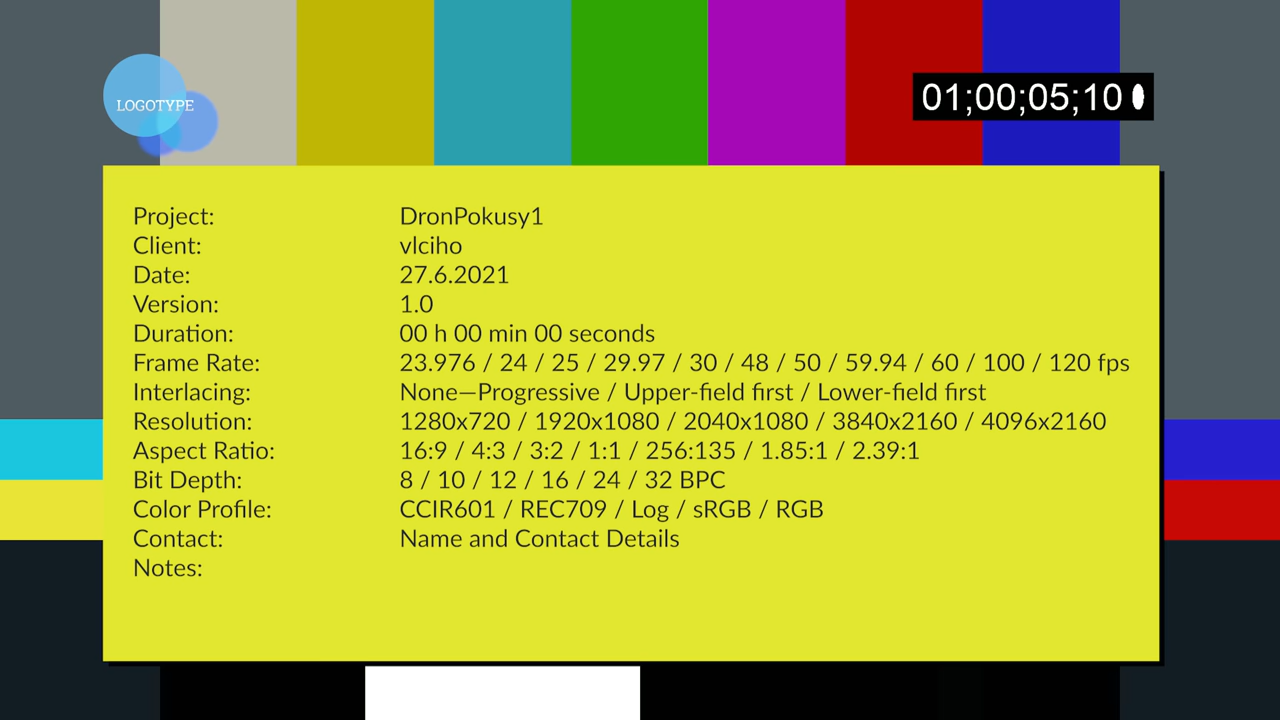 LOGOTYPE
01;00;05;10
Project: DronPokusy1
Client: vlciho
Date: 27.6.2021
Version: 1.0
Duration: 00 h 00 min 00 seconds
Frame Rate: 23.976 / 24 / 25 / 29.97 / 30 / 48 / 50 / 59.94 / 60 / 100 / 120 fps
Interlacing: None—Progressive / Upper-field first / Lower-field first
Resolution: 1280x720 / 1920x1080 / 2040x1080 / 3840x2160 / 4096x2160
Aspect Ratio: 16:9 / 4:3 / 3:2 / 1:1 / 256:135 / 1.85:1 / 2.39:1
Bit Depth: 8 / 10 / 12 / 16 / 24 / 32 BPC
Color Profile: CCIR601 / REC709 / Log / sRGB / RGB
Contact: Name and Contact Details
Notes: